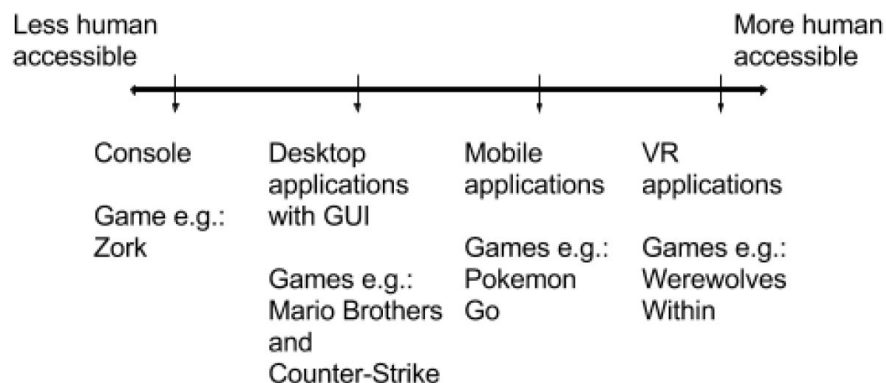 Less human
accessible
More human
accessible
Console
Game e.g.:
Zork
Desktop
applications
with GUI
Games e.g.:
Mario Brothers
and
Counter-Strike
Mobile
applications
Games e.g.:
Pokemon
Go
VR
applications
Games e.g.:
Werewolves
Within